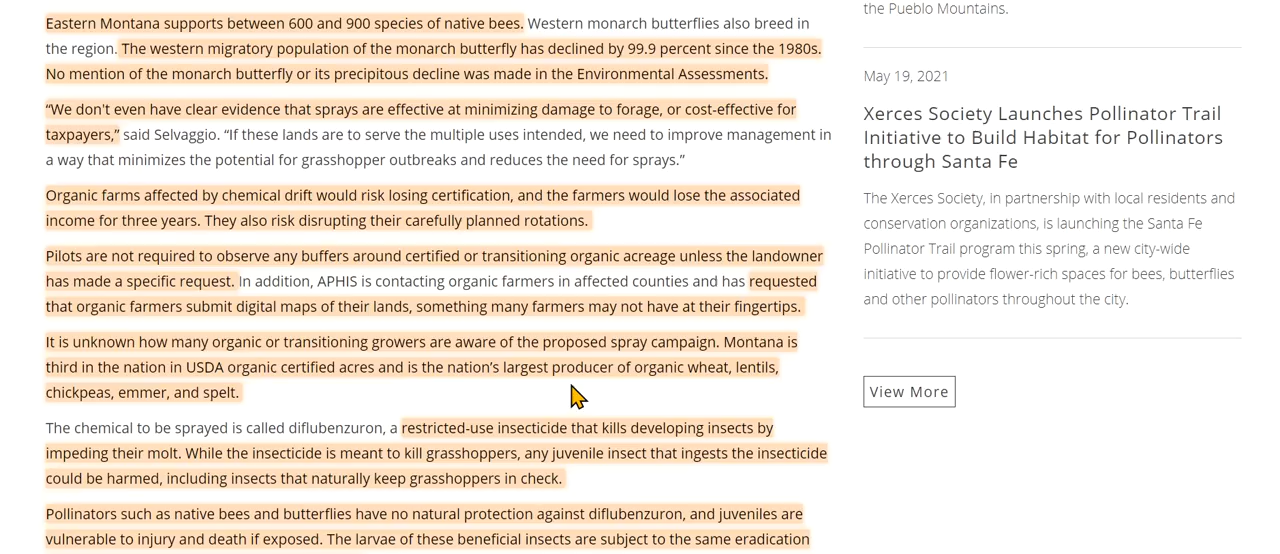 Eastern Montana supports between 600 and 900 species of native bees. Western monarch butterflies also breed in
the region. The western migratory population of the monarch butterfly has declined by 99.9 percent since the 1980s.
No mention of the monarch butterfly or its precipitous decline was made in the Environmental Assessments.
“We don't even have clear evidence that sprays are effective at minimizing damage to forage, or cost-effective for
taxpayers,” said Selvaggio. “If these lands are to serve the multiple uses intended, we need to improve management in
a way that minimizes the potential for grasshopper outbreaks and reduces the need for sprays.”
Organic farms affected by chemical drift would risk losing certification, and the farmers would lose the associated
income for three years. They also risk disrupting their carefully planned rotations.
Pilots are not required to observe any buffers around certified or transitioning organic acreage unless the landowner
has made a specific request. In addition, APHIS is contacting organic farmers in affected counties and has requested
that organic farmers submit digital maps of their lands, something many farmers may not have at their fingertips.
It is unknown how many organic or transitioning growers are aware of the proposed spray campaign. Montana is
third in the nation in USDA organic certified acres and is the nation’s largest producer of organic wheat, lentils,
chickpeas, emmer, and spelt.
The chemical to be sprayed is called diflubenzuron, a restricted-use insecticide that kills developing insects by
impeding their molt. While the insecticide is meant to kill grasshoppers, any juvenile insect that ingests the insecticide
could be harmed, including insects that naturally keep grasshoppers in check.
Pollinators such as native bees and butterflies have no natural protection against diflubenzuron, and juveniles are
vulnerable to injury and death if exposed. The larvae of these beneficial insects are subject to the same eradication
the Pueblo Mountains.
May 19, 2021
Xerces Society Launches Pollinator Trail
Initiative to Build Habitat for Pollinators
through Santa Fe
The Xerces Society, in partnership with local residents and
conservation organizations, is launching the Santa Fe
Pollinator Trail program this spring, a new city-wide
initiative to provide flower-rich spaces for bees, butterflies
and other pollinators throughout the city.
View More